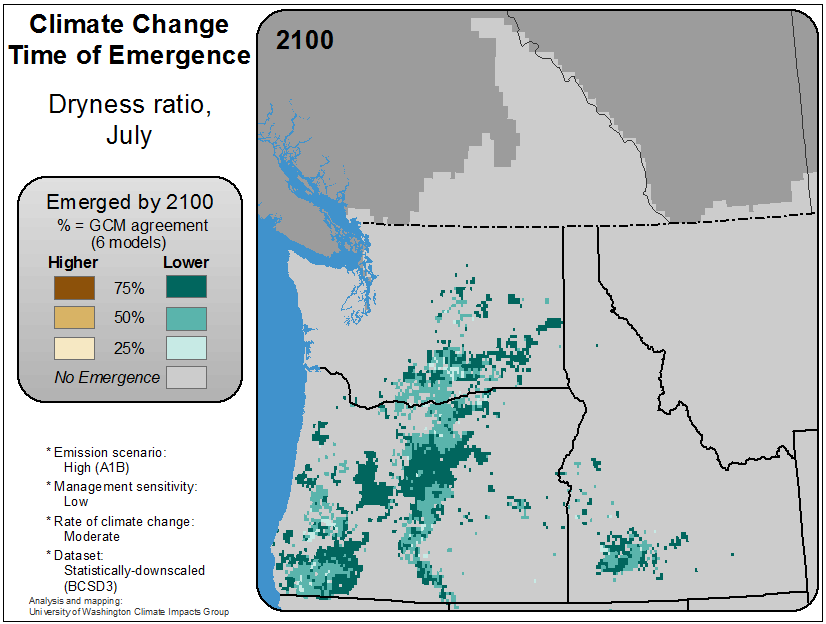 Climate Change
Time of Emergence
Dryness ratio,
July
2100
Emerged by 2100
% = GCM agreement
(6 models)
Higher Lower
75%
50%
25%
No Emergence
* Emission scenario:
High (A1B)
* Management sensitivity:
Low
* Rate of climate change:
Moderate
* Dataset:
Statistically-downscaled
(BCSD3)
Analysis and mapping:
University of Washington Climate Impacts Group